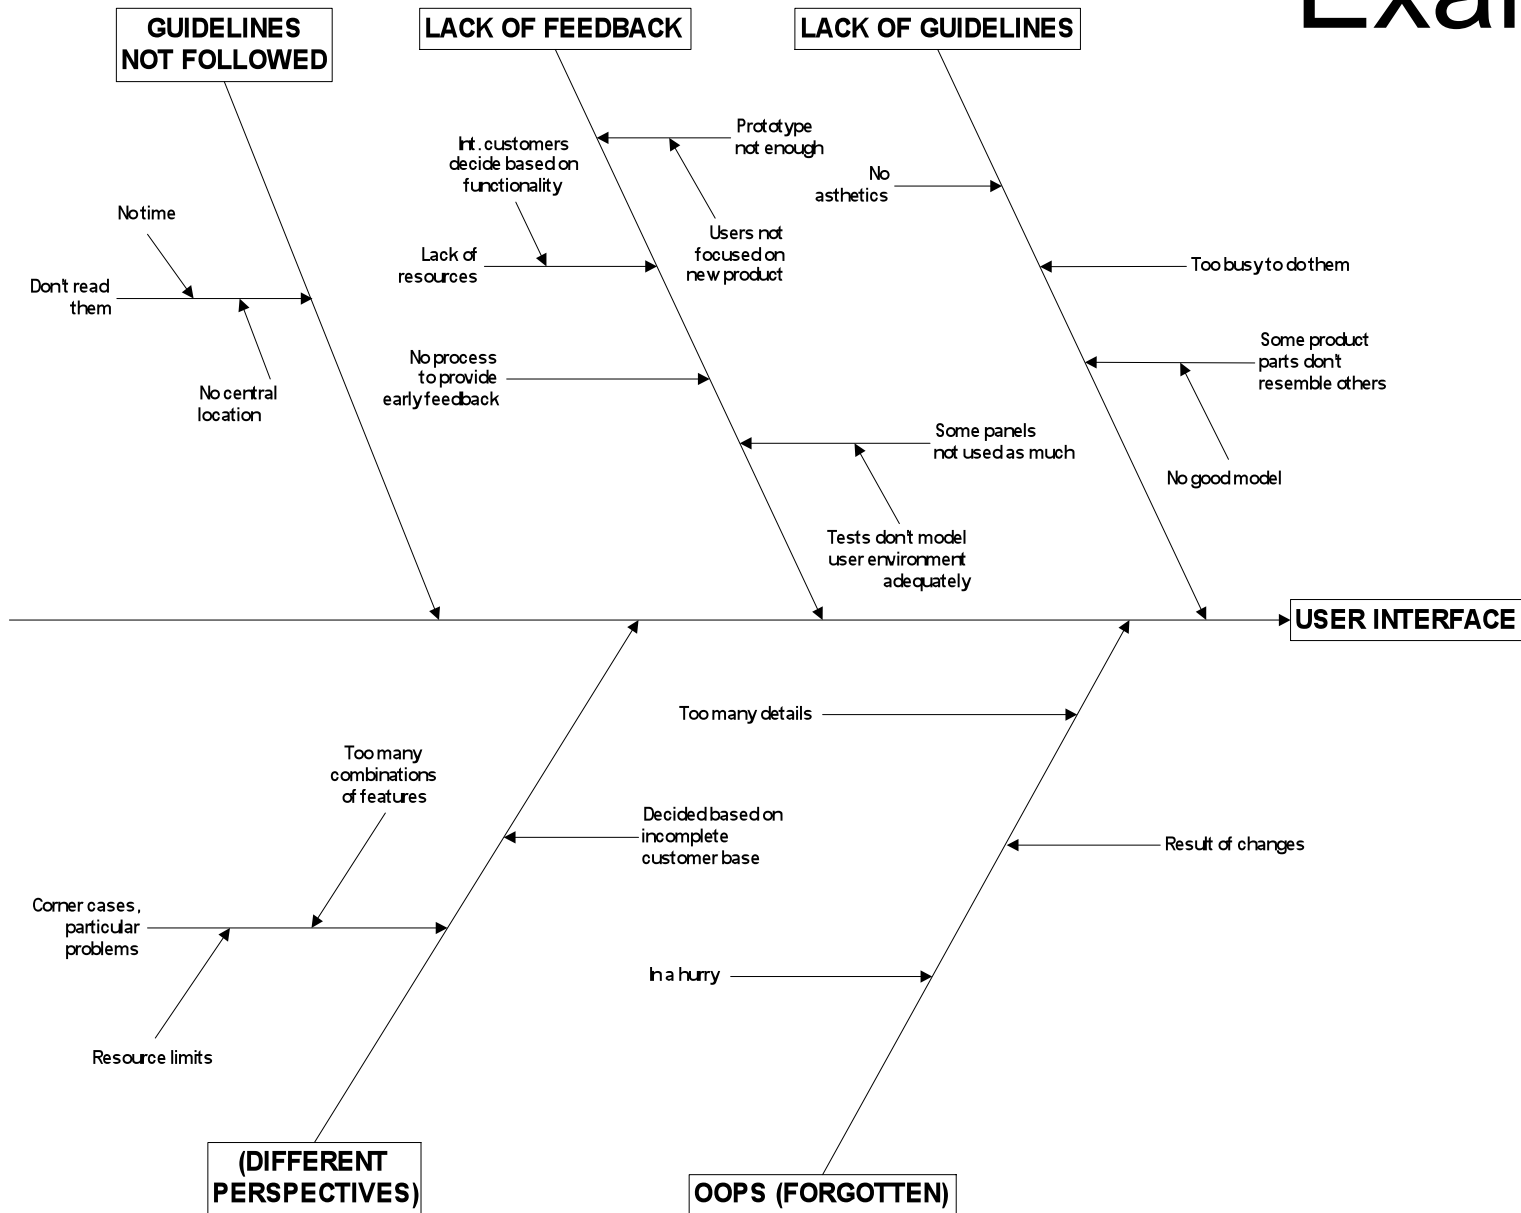 Exa
GUIDELINES
NOT FOLLOWED
LACK OF FEEDBACK
LACK OF GUIDELINES
Prototype
not enough
Int. customers
decide based on
functionality
No
asthetics
No time
Users not
focused on
new product
Lack of
resources
Too busy to do them
Don't read
them
No central
location
No process
to provide
early feedback
Some product
parts don't
resemble others
Some panels
not used as much
No good model
Tests don't model
user environment
adequately
USER INTERFACE
Too many details
Too many
combinations
of features
Decided based on
incomplete
customer base
Result of changes
Corner cases,
particular
problems
In a hurry
Resource limits
(DIFFERENT
PERSPECTIVES)
OOPS (FORGOTTEN)